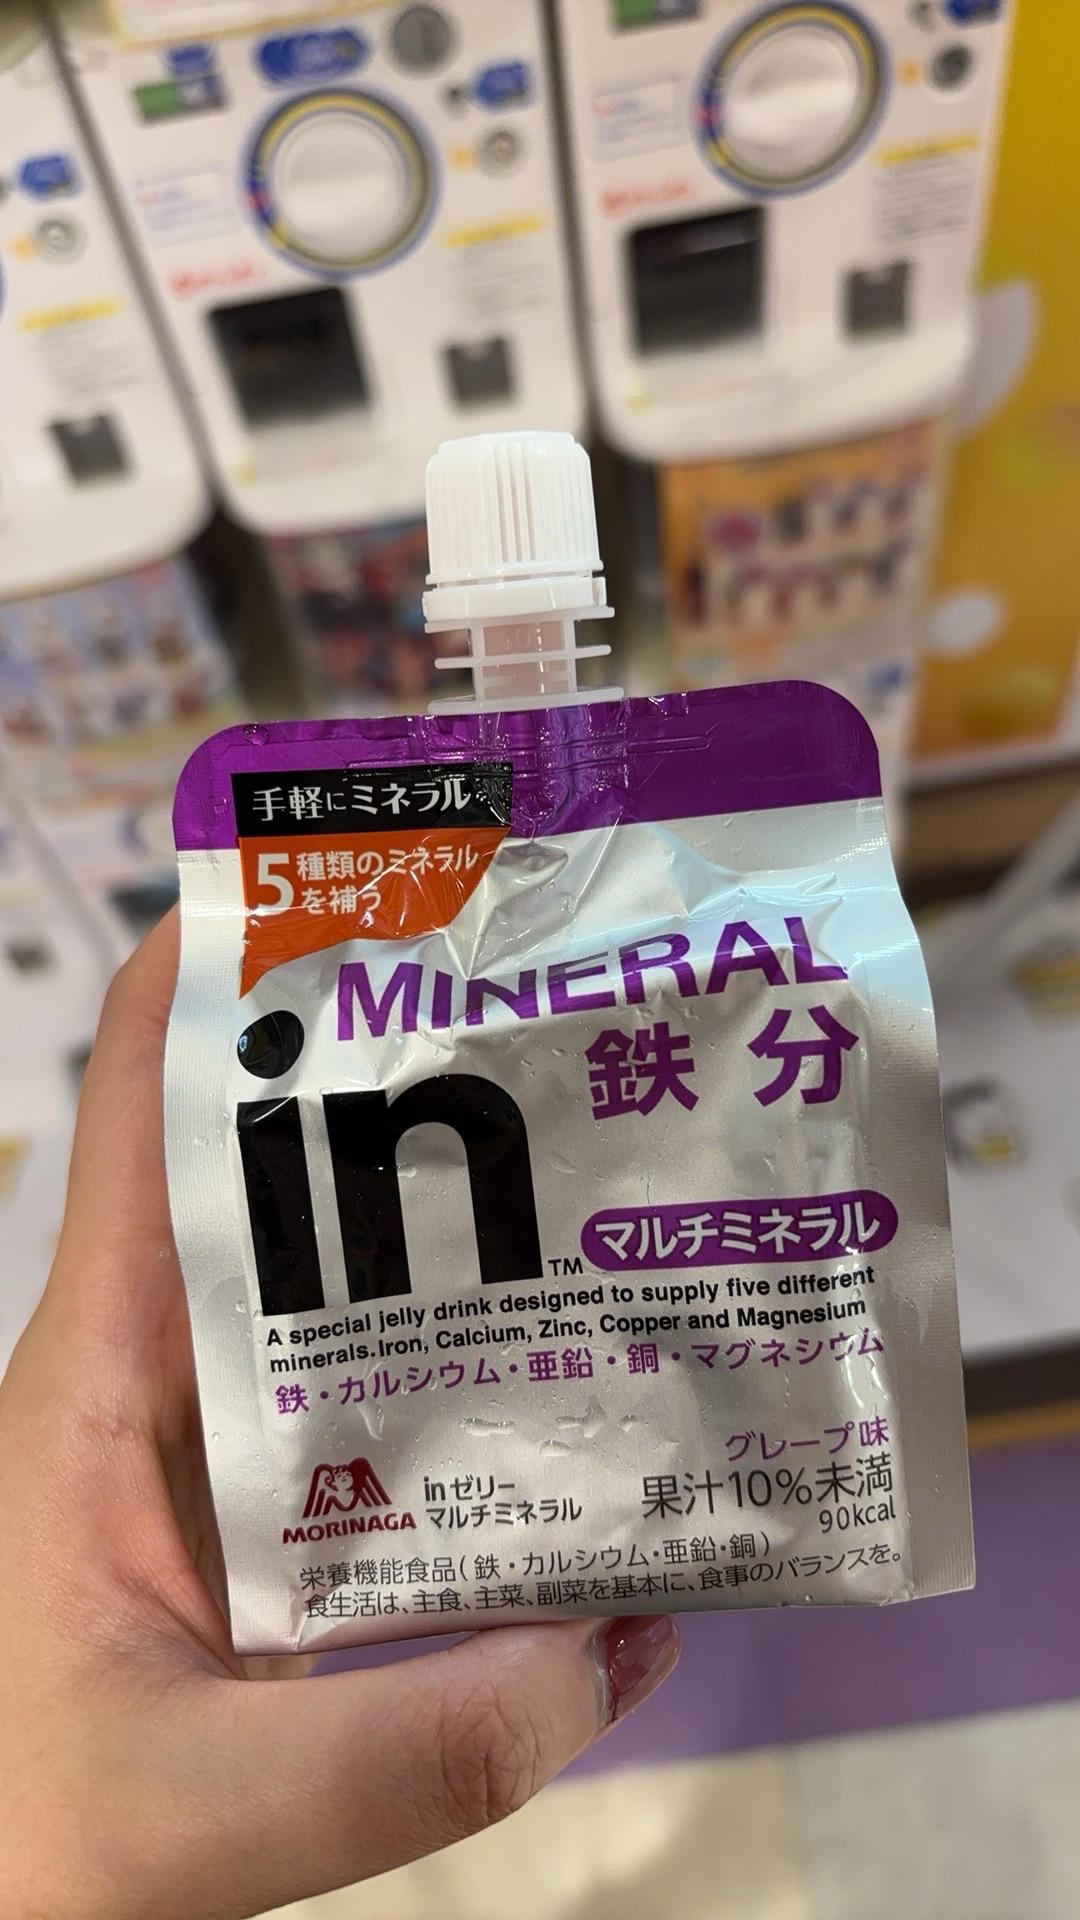 手軽にミネラル
5種類のミネラル
を補う
MINERAL
鉄分
in
TM
マルチミネラル
A special jelly drink designed to supply five different
minerals.Iron, Calcium, Zinc, Copper and Magnesium
鉄・カルシウム・亜鉛・銅・マグネシウム
グレープ味
果汁10%未満
90kcal
MORINAGA
inゼリー
マルチミネラル
栄養機能食品(鉄・カルシウム・亜鉛・銅)
食生活は、主食、主菜、副菜を基本に、食事のバランスを。